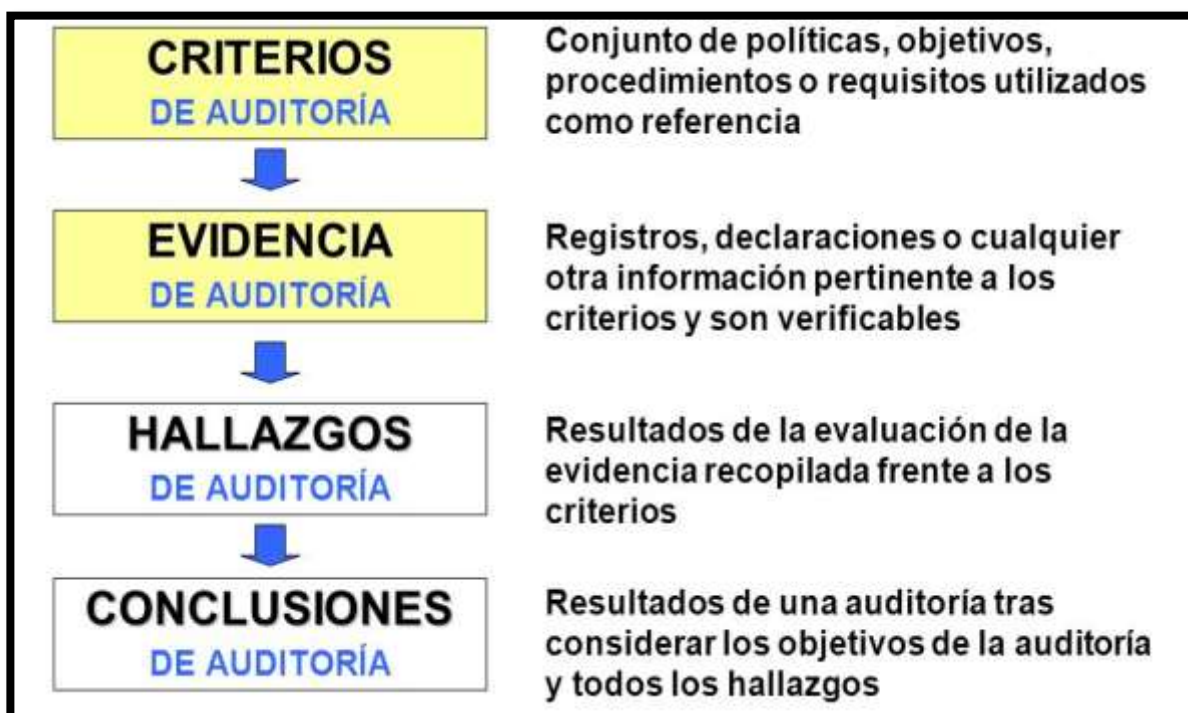 CRITERIOS
DE AUDITORÍA
Conjunto de políticas, objetivos,
procedimientos o requisitos utilizados
como referencia
EVIDENCIA
DE AUDITORÍA
Registros, declaraciones o cualquier
otra información pertinente a los
criterios y son verificables
HALLAZGOS
DE AUDITORÍA
Resultados de la evaluación de la
evidencia recopilada frente a los
criterios
CONCLUSIONES
DE AUDITORÍA
Resultados de una auditoría tras
considerar los objetivos de la auditoría
y todos los hallazgos